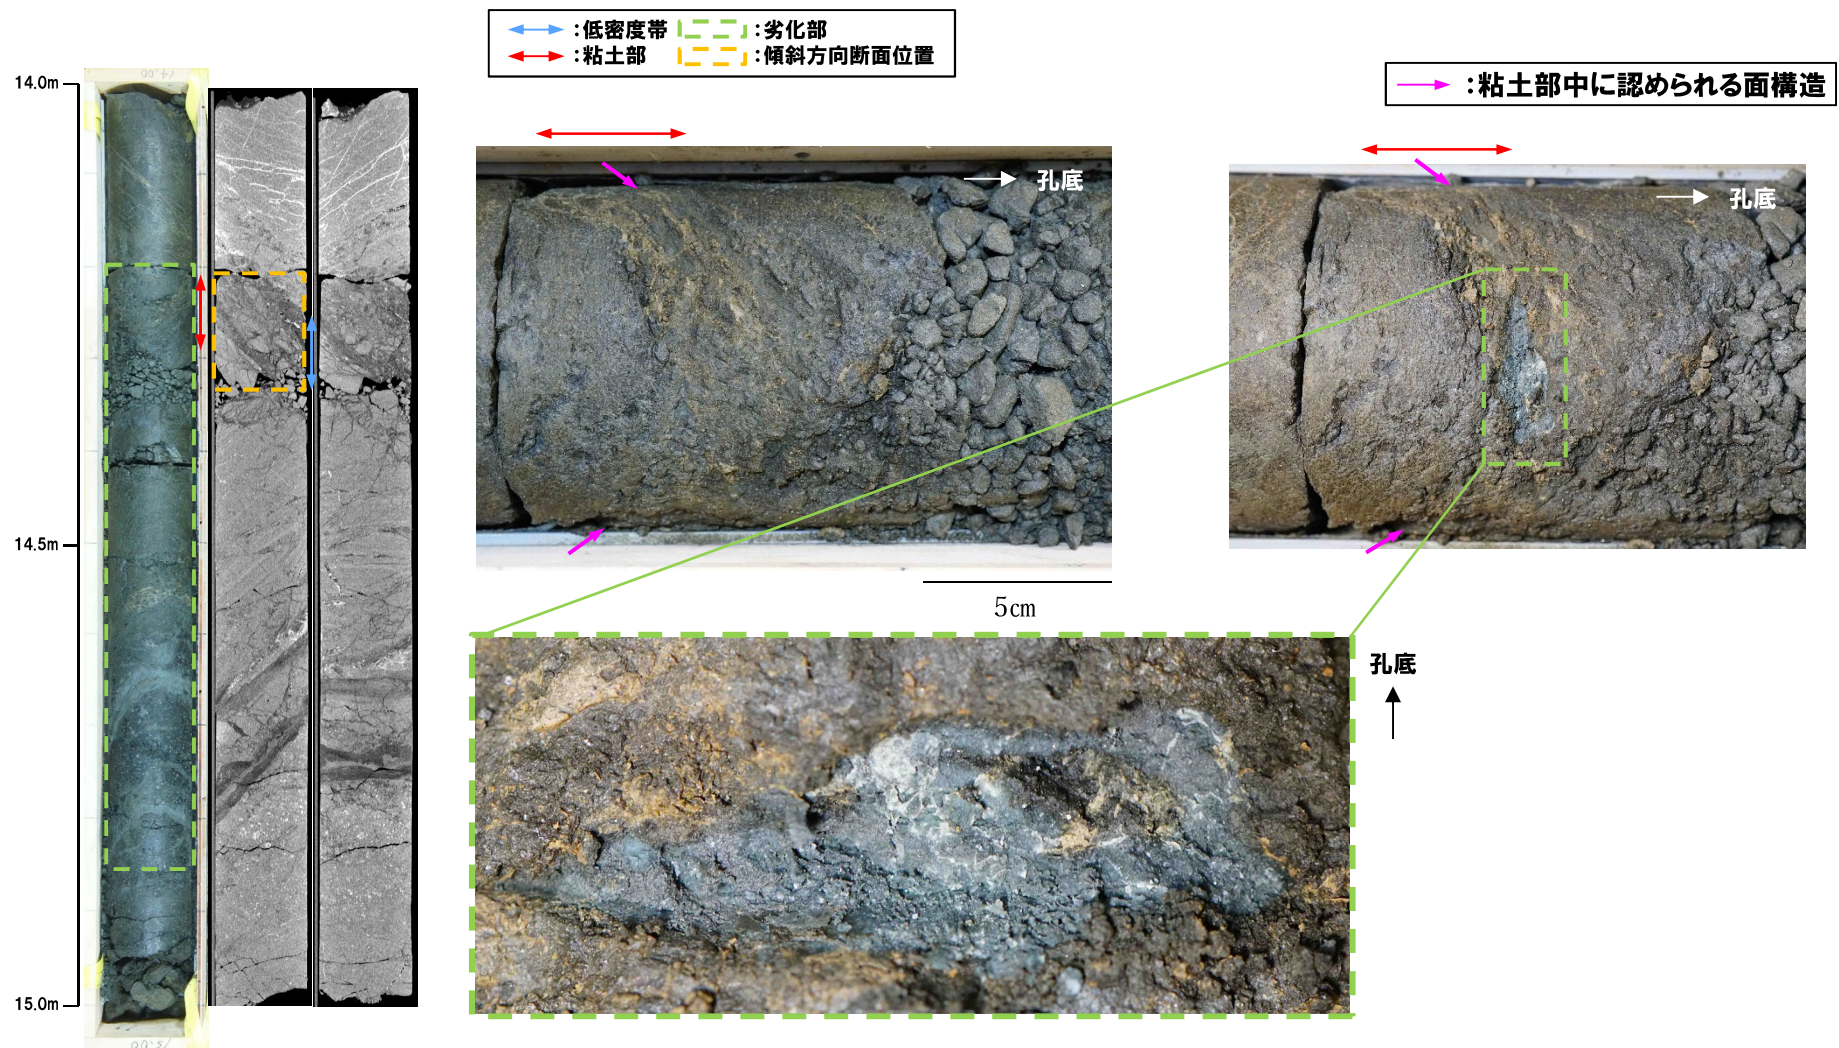 :低密度帯
:劣化部
:粘土部
:傾斜方向断面位置
:粘土部中に認められる面構造
14.0m
14.00
孔底
孔底
14.5m
5㎝
孔底
15.0m